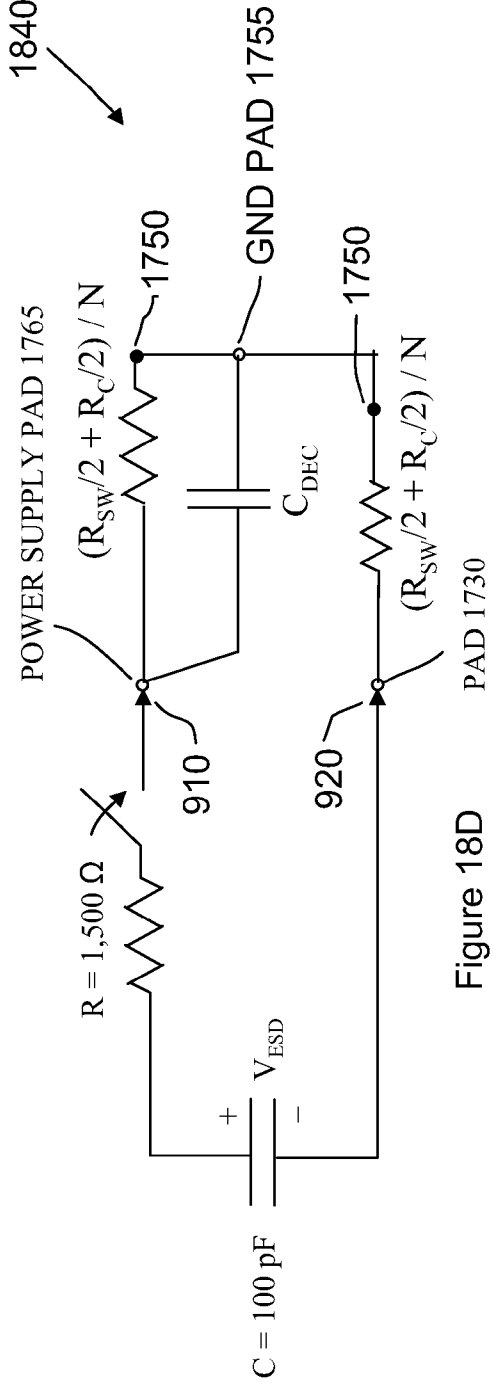 1840
POWER SUPPLY PAD 1765
(R_SW/2 + R_C/2) / N
1750
GND PAD 1755
R = 1,500 Ω
910
C_DEC
1750
C = 100 pF
+
V_ESD
−
920
(R_SW/2 + R_C/2) / N
PAD 1730
Figure 18D